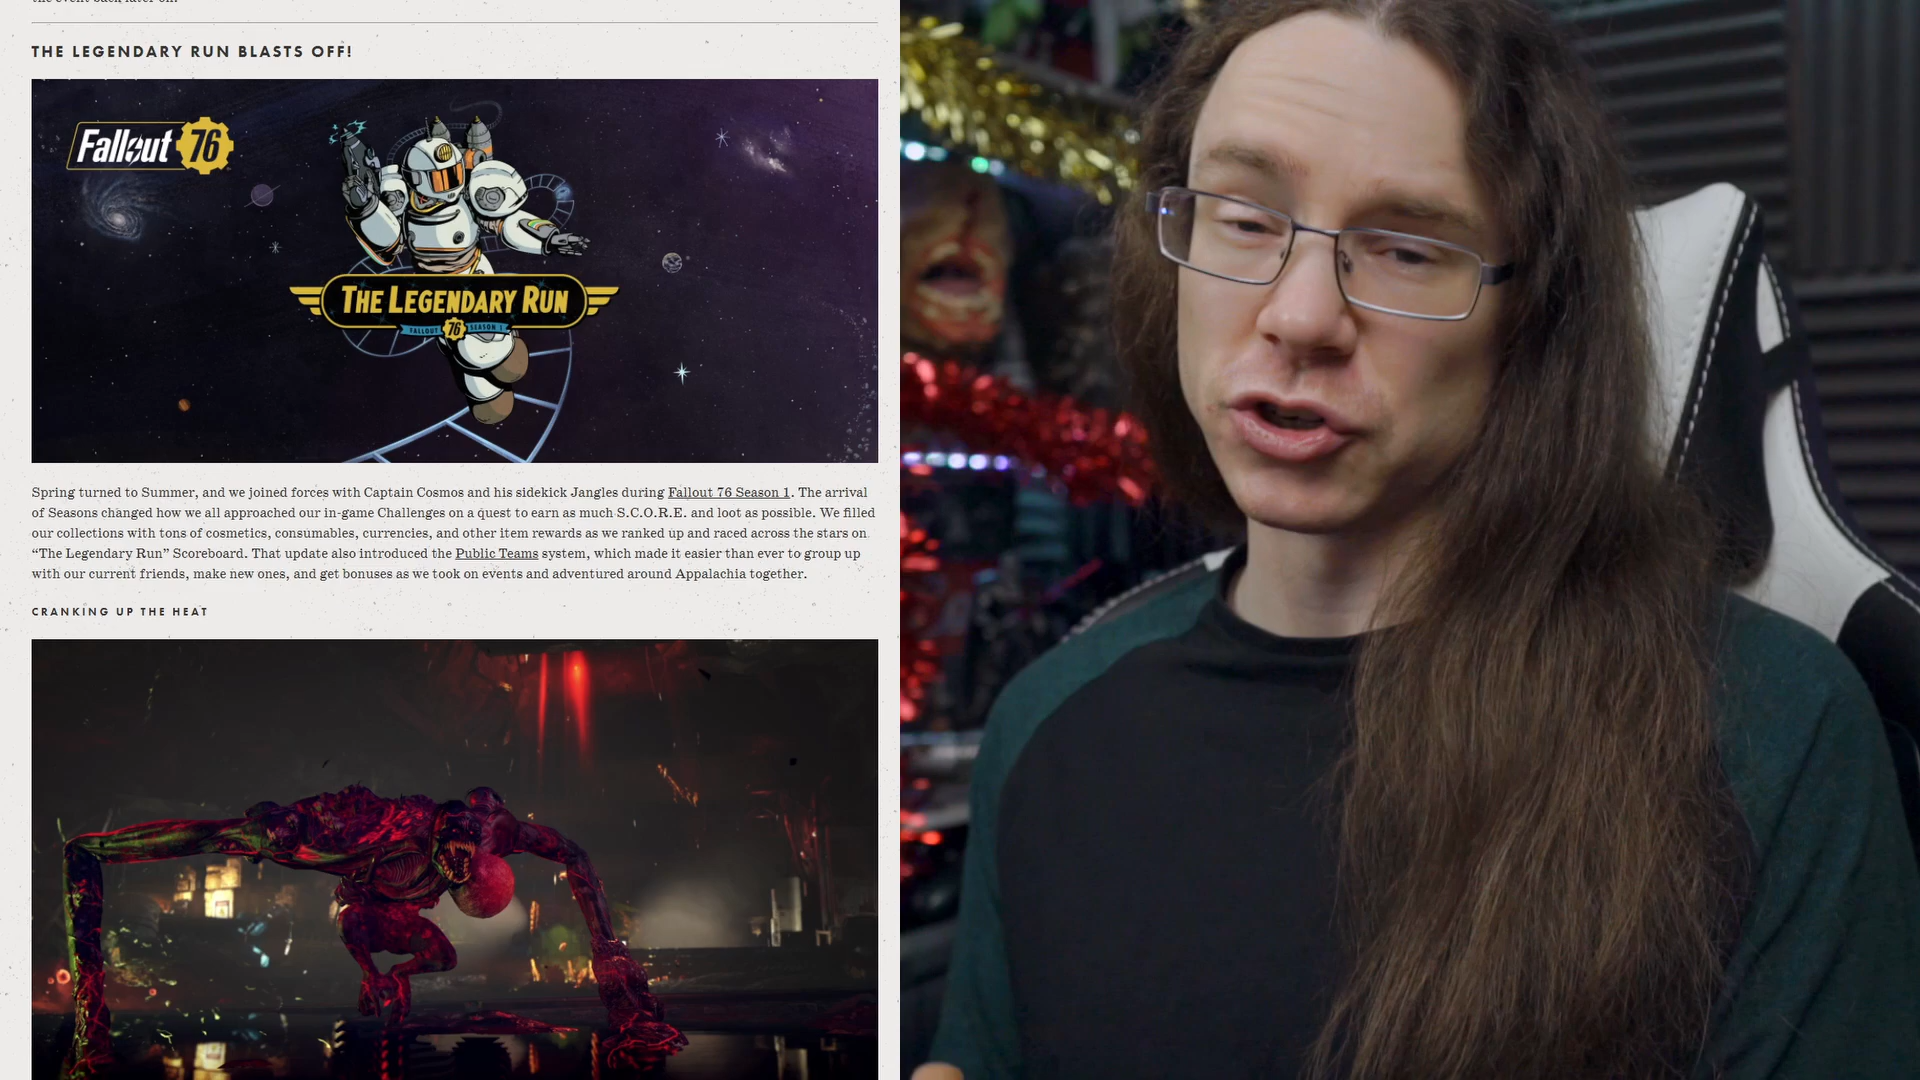 THE LEGENDARY RUN BLASTS OFF!
Fallout 76
THE LEGENDARY RUN
FALLOUT 76 SEASON 1
Spring turned to Summer, and we joined forces with Captain Cosmos and his sidekick Jangles during Fallout 76 Season 1. The arrival
of Seasons changed how we all approached our in-game Challenges on a quest to earn as much S.C.O.R.E. and loot as possible. We filled
our collections with tons of cosmetics, consumables, currencies, and other item rewards as we ranked up and raced across the stars on
“The Legendary Run” Scoreboard. That update also introduced the Public Teams system, which made it easier than ever to group up
with our current friends, make new ones, and get bonuses as we took on events and adventured around Appalachia together.
CRANKING UP THE HEAT